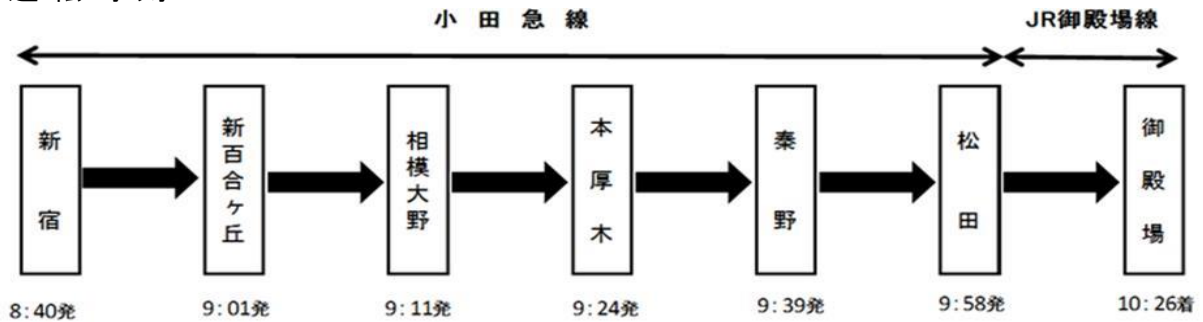 小田急線
JR御殿場線
新宿
新百合ヶ丘
相模大野
本厚木
秦野
松田
御殿場
8:40発
9:01発
9:11発
9:24発
9:39発
9:58発
10:26着